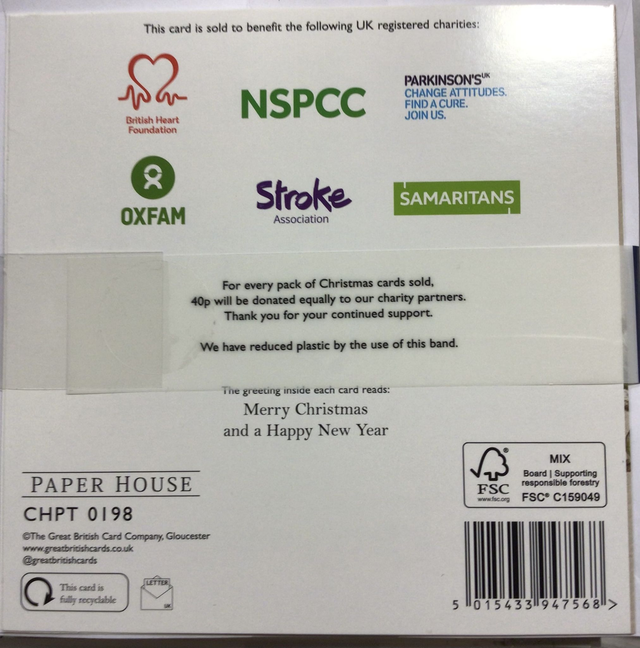 This card is sold to benefit the following UK registered charities:
British Heart
Foundation
NSPCC
PARKINSON'S UK
CHANGE ATTITUDES.
FIND A CURE.
JOIN US.
OXFAM
Stroke
Association
SAMARITANS
For every pack of Christmas cards sold,
40p will be donated equally to our charity partners.
Thank you for your continued support.
We have reduced plastic by the use of this band.
The greeting inside each card reads:
Merry Christmas
and a Happy New Year
PAPER HOUSE
CHPT 0198
©The Great British Card Company, Gloucester
www.greatbritishcards.co.uk
@greatbritishcards
This card is
fully recyclable
LETTER
UK
FSC®
www.fsc.org
MIX
Board | Supporting
responsible forestry
FSC® C159049
5 015433 947568 >